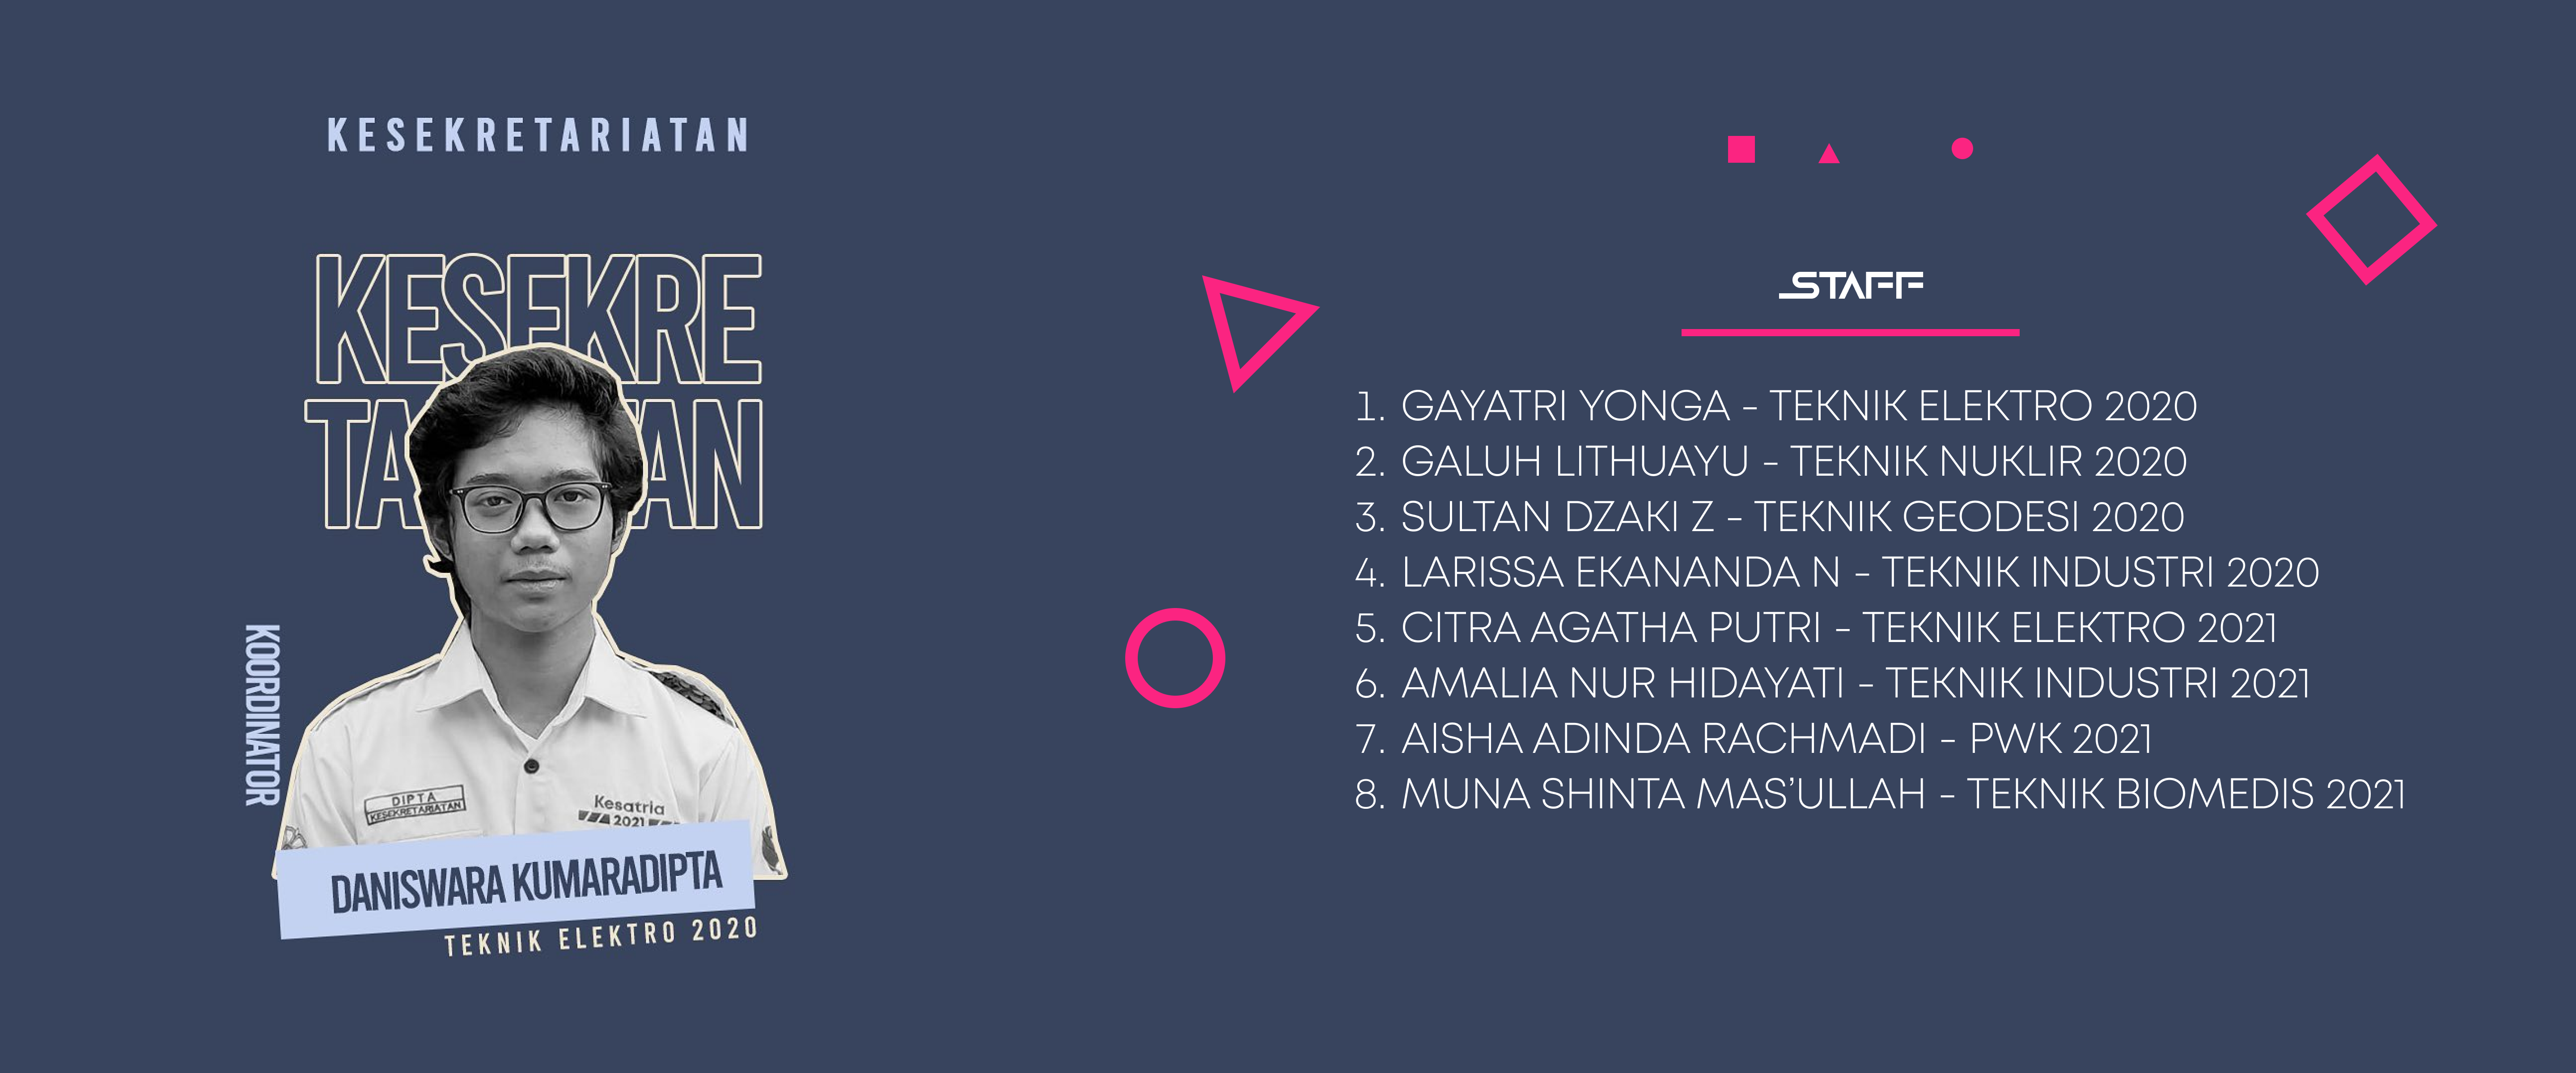 KESEKRETARIATAN
KESEKRE
TA AN
KOORDINATOR
DIPTA
KESEKRETARIATAN
Kesatria
2021
DANISWARA KUMARADIPTA
TEKNIK ELEKTRO 2020
STAFF
1. GAYATRI YONGA - TEKNIK ELEKTRO 2020
2. GALUH LITHUAYU - TEKNIK NUKLIR 2020
3. SULTAN DZAKI Z - TEKNIK GEODESI 2020
4. LARISSA EKANANDA N - TEKNIK INDUSTRI 2020
5. CITRA AGATHA PUTRI - TEKNIK ELEKTRO 2021
6. AMALIA NUR HIDAYATI - TEKNIK INDUSTRI 2021
7. AISHA ADINDA RACHMADI - PWK 2021
8. MUNA SHINTA MAS’ULLAH - TEKNIK BIOMEDIS 2021